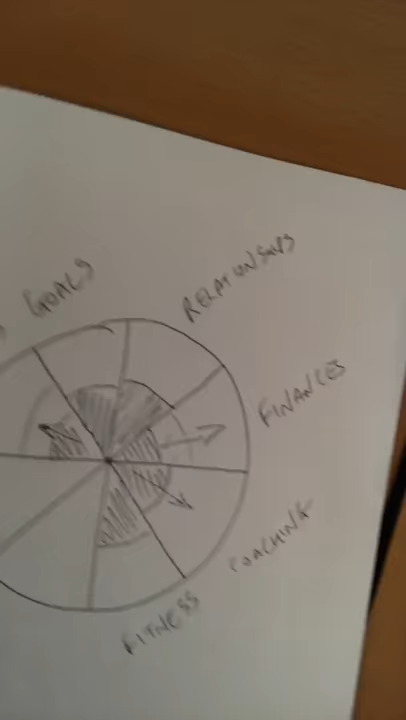 GOALS
RELATIONSHIPS
FINANCES
COACHING
FITNESS